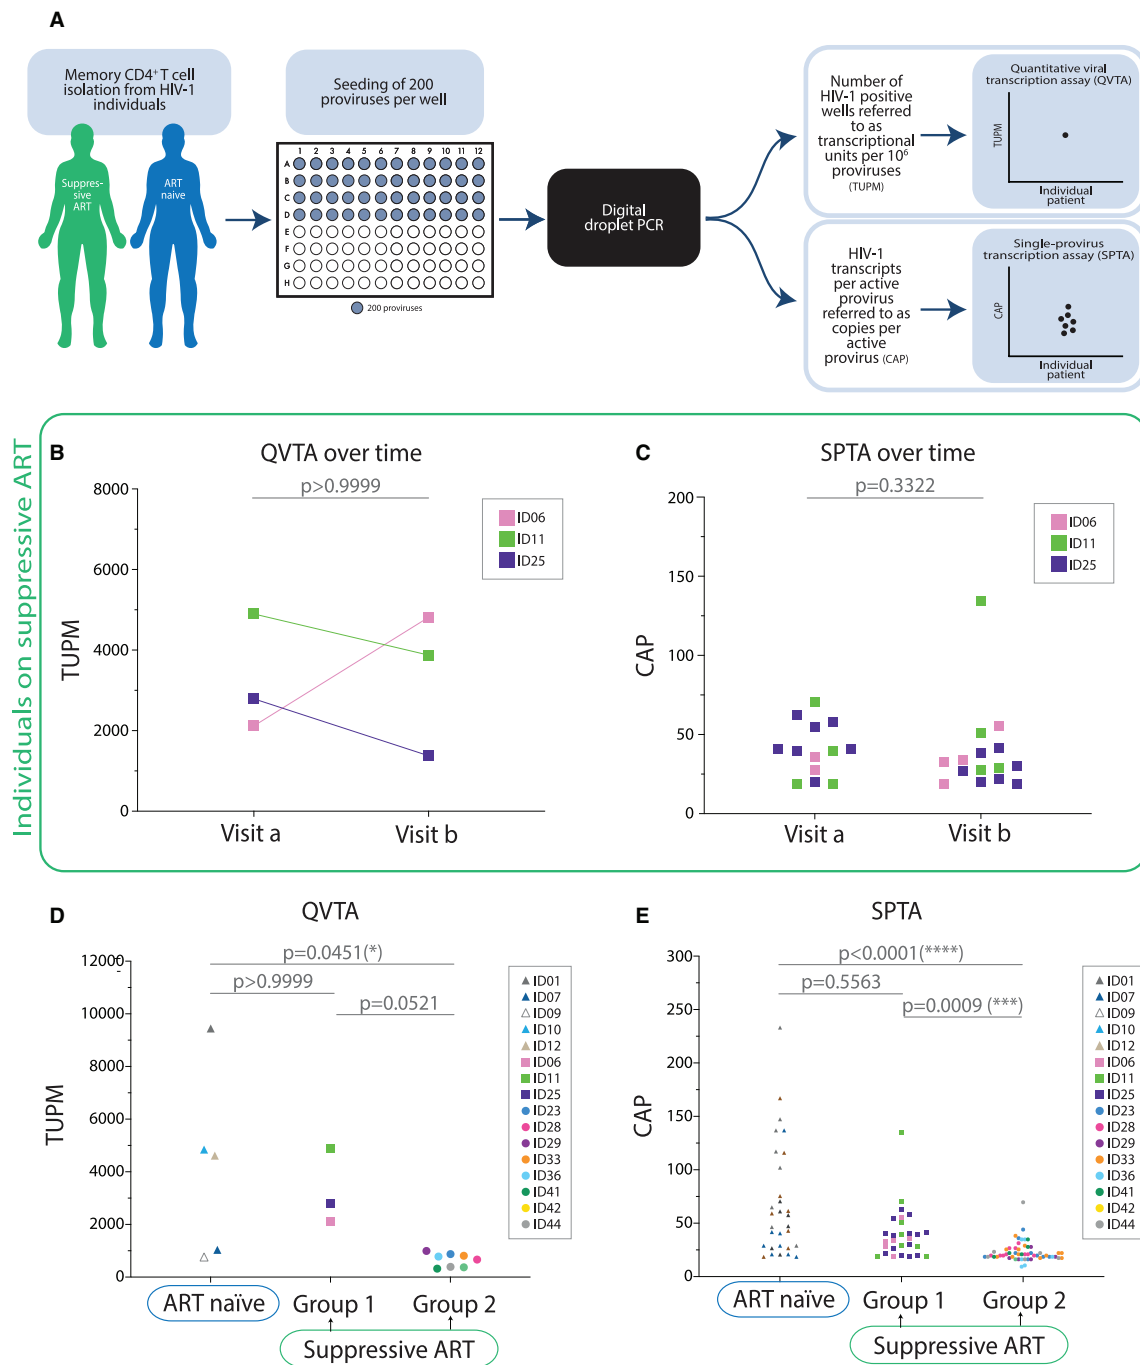 A
Memory CD4+ T cell
isolation from HIV-1
individuals
Suppres-
sive
ART
ART
naive
Seeding of 200
proviruses per well
1 2 3 4 5 6 7 8 9 10 11 12
A
B
C
D
E
F
G
H
200 proviruses
Digital
droplet PCR
Number of
HIV-1 positive
wells referred
to as
transcriptional
units per 10⁶
proviruses
(TUPM)
Quantitative viral
transcription assay (QVTA)
TUPM
Individual
patient
HIV-1
transcripts
per active
provirus
referred to as
copies per
active
provirus (CAP)
Single-provirus
transcription assay (SPTA)
CAP
Individual
patient
Individuals on suppressive ART
B
QVTA over time
p>0.9999
8000
6000
4000
2000
0
TUPM
Visit a
Visit b
ID06
ID11
ID25
C
SPTA over time
p=0.3322
200
150
100
50
0
CAP
Visit a
Visit b
ID06
ID11
ID25
D
QVTA
p=0.0451(*)
p>0.9999
p=0.0521
12000
10000
8000
6000
4000
2000
0
TUPM
ART naïve
Group 1
Group 2
Suppressive ART
ID01
ID07
ID09
ID10
ID12
ID06
ID11
ID25
ID23
ID28
ID29
ID33
ID36
ID41
ID42
ID44
E
SPTA
p<0.0001(****)
p=0.5563
p=0.0009 (***)
300
250
200
150
100
50
0
CAP
ART naïve
Group 1
Group 2
Suppressive ART
ID01
ID07
ID09
ID10
ID12
ID06
ID11
ID25
ID23
ID28
ID29
ID33
ID36
ID41
ID42
ID44